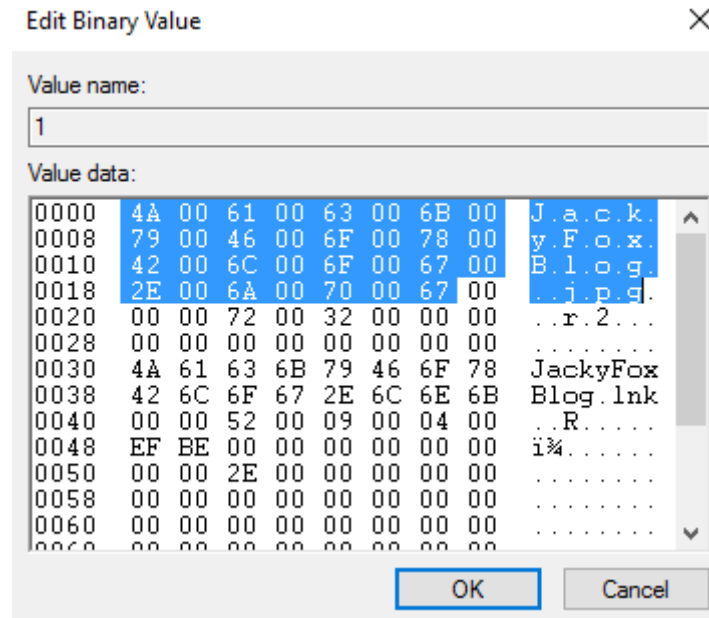 Edit Binary Value
Value name:
1
Value data:
0000 4A 00 61 00 63 00 6B 00 J.a.c.k.
0008 79 00 46 00 6F 00 78 00 y.F.o.x.
0010 42 00 6C 00 6F 00 67 00 B.l.o.g.
0018 2E 00 6A 00 70 00 67 00 ..j.p.g.
0020 00 00 72 00 32 00 00 00 ..r.2...
0028 00 00 00 00 00 00 00 00 ........
0030 4A 61 63 6B 79 46 6F 78 JackyFox
0038 42 6C 6F 67 2E 6C 6E 6B Blog.lnk
0040 00 00 52 00 09 00 04 00 ..R.....
0048 EF BE 00 00 00 00 00 00 ï¾......
0050 00 00 2E 00 00 00 00 00 ........
0058 00 00 00 00 00 00 00 00 ........
0060 00 00 00 00 00 00 00 00 ........
OK Cancel